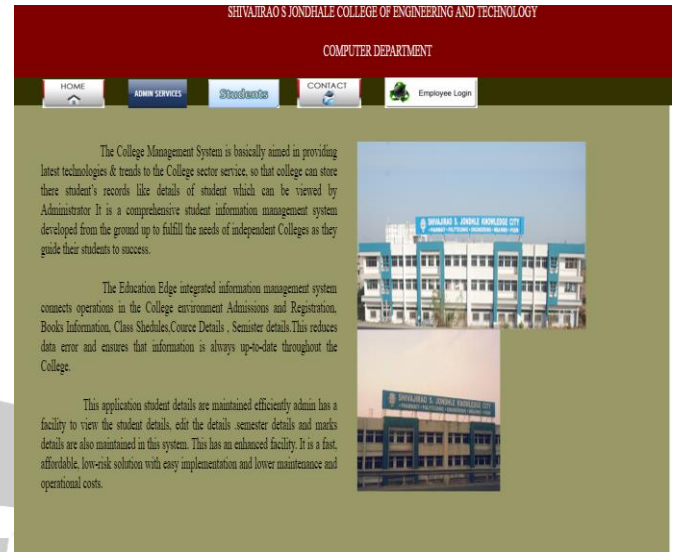 SHIVAJIRAO S JONDHALE COLLEGE OF ENGINEERING AND TECHNOLOGY
COMPUTER DEPARTMENT
HOME
ADMIN SERVICES
Students
CONTACT
Employee Login
The College Management System is basically aimed in providing
latest technologies & trends to the College sector service, so that college can store
there student's records like details of student which can be viewed by
Administrator It is a comprehensive student information management system
developed from the ground up to fulfill the needs of independent Colleges as they
guide their students to success.
The Education Edge integrated information management system
connects operations in the College environment Admissions and Registration,
Books Information, Class Shedules,Cource Details , Semister details.This reduces
data error and ensures that information is always up-to-date throughout the
College.
This application student details are maintained efficiently admin has a
facility to view the student details, edit the details .semester details and marks
details are also maintained in this system. This has an enhanced facility. It is a fast,
affordable, low-risk solution with easy implementation and lower maintenance and
operational costs.
SHIVAJIRAO S. JONDHLE KNOWLEDGE CITY
SHIVAJIRAO S. JONDHLE KNOWLEDGE CITY